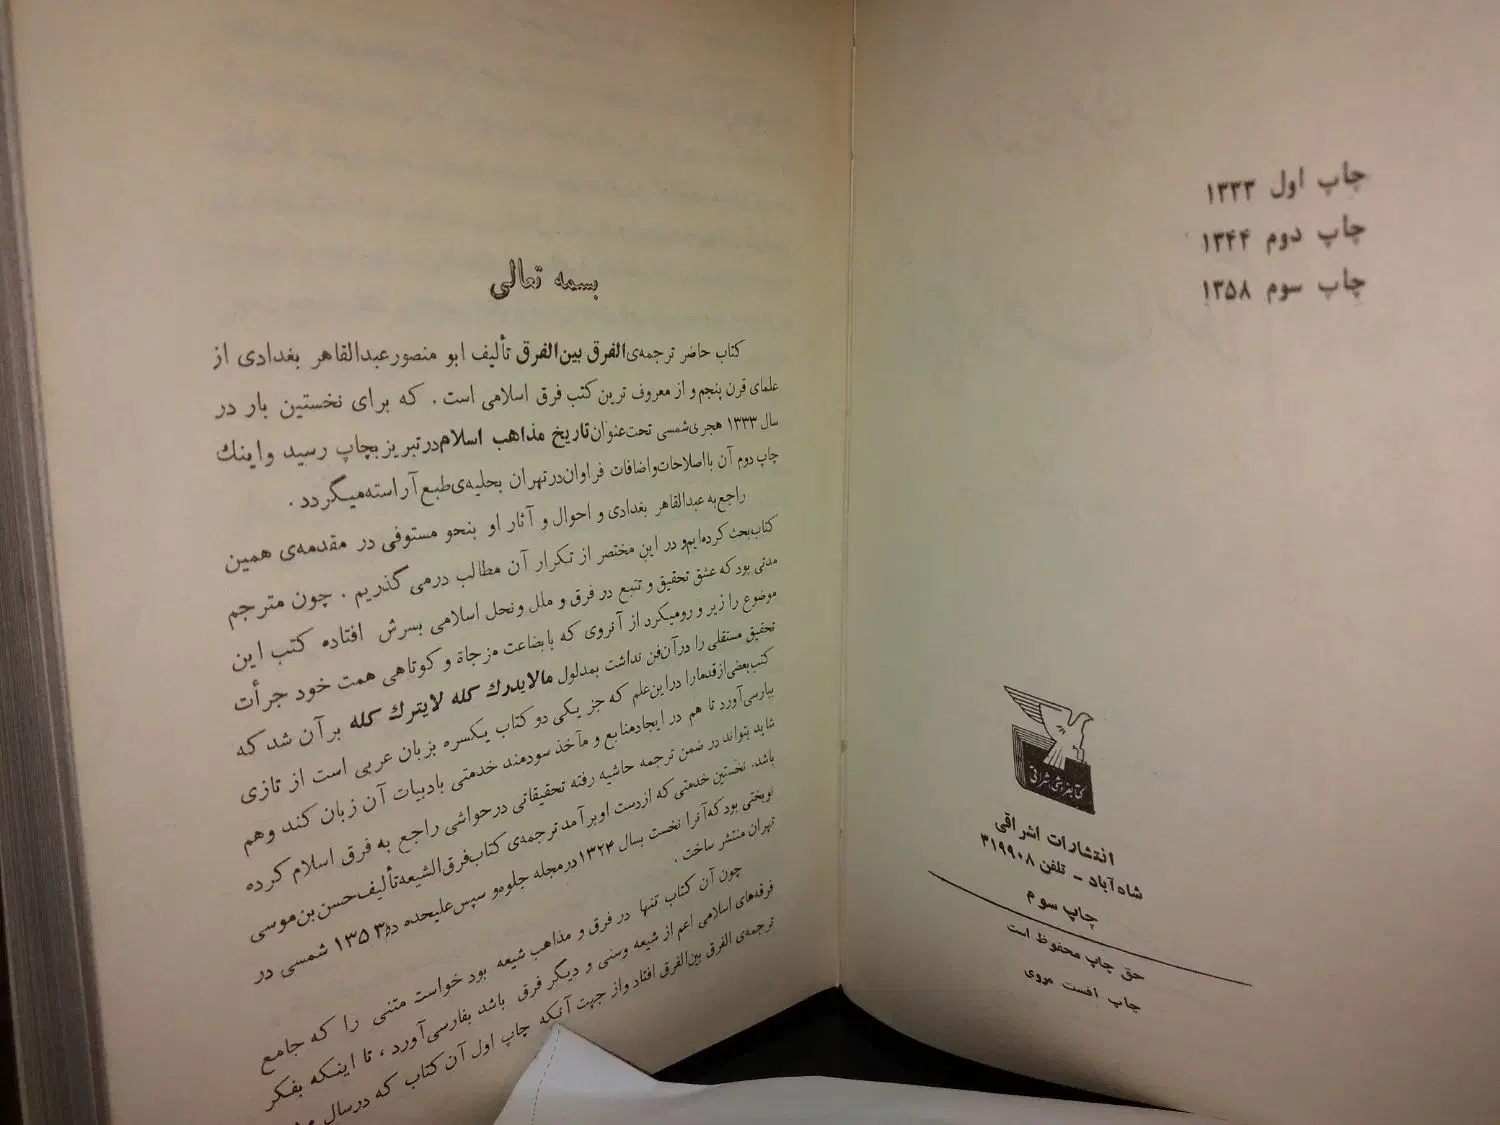 چاپ اول ۱۳۳۳
چاپ دوم ۱۳۴۴
چاپ سوم ۱۳۵۸
انتشارات اشراقی
شاه‌آباد ــ تلفن ۳۱۹۹۰۸
چاپ سوم
حق چاپ محفوظ است
چاپ افست مروی
بسمه تعالی
کتاب حاضر ترجمه‌ی الفرق بین‌الفرق تألیف ابو منصور عبدالقاهر بغدادی از
علمای قرن پنجم و از معروف ترین کتب فرق اسلامی است . که برای نخستین بار در
سال ۱۳۳۳ هجری‌شمسی تحت‌عنوان تاریخ مذاهب اسلام در تبریز بچاپ رسید و اینك
چاپ دوم آن با اصلاحات و اضافات فراوان در تهران بحلیه‌ی طبع آراسته میگردد .
راجع به عبدالقاهر بغدادی و احوال و آثار او بنحو مستوفی در مقدمه‌ی همین
کتاب بحث کرده‌ایم و در این مختصر از تکرار آن مطالب درمی گذریم . چون مترجم
مدتی بود که عشق تحقیق و تتبع در فرق و ملل و نحل اسلامی بسرش افتاده کتب این
موضوع را زیر و رو میکرد از آنروی که بابضاعت مزجاة و کوتاهی همت خود جرأت
تحقیق مستقلی را در آن فن نداشت بمدلول مالایدرك کله لایترك کله برآن شد که
کتب بعضی از قدما را در این علم که جز یکی دو کتاب یکسره بزبان عربی است از تازی
بپارسی آورد تا هم در ایجاد منابع و مآخذ سودمند خدمتی بادبیات آن زبان کند وهم
شاید بتواند در ضمن ترجمه حاشیه رفته تحقیقاتی درحواشی راجع به فرق اسلام کرده
باشد. نخستین خدمتی که از دست او برآمد ترجمه‌ی کتاب فرق‌الشیعه تألیف حسن‌بن‌موسی
نوبختی بود که آنرا نخست بسال ۱۳۲۴ در مجله جلوه و سپس علیحده در ۱۳۵۳ شمسی در
تهران منتشر ساخت .
چون آن کتاب تنها در فرق و مذاهب شیعه بود خواست متنی را که جامع
فرقه‌های اسلامی اعم از شیعه وسنی و دیگر فرق باشد بفارسی آورد ، تا اینکه بفکر
ترجمه‌ی الفرق بین‌الفرق افتاد و از جهت آنکه چاپ اول آن کتاب که درسال